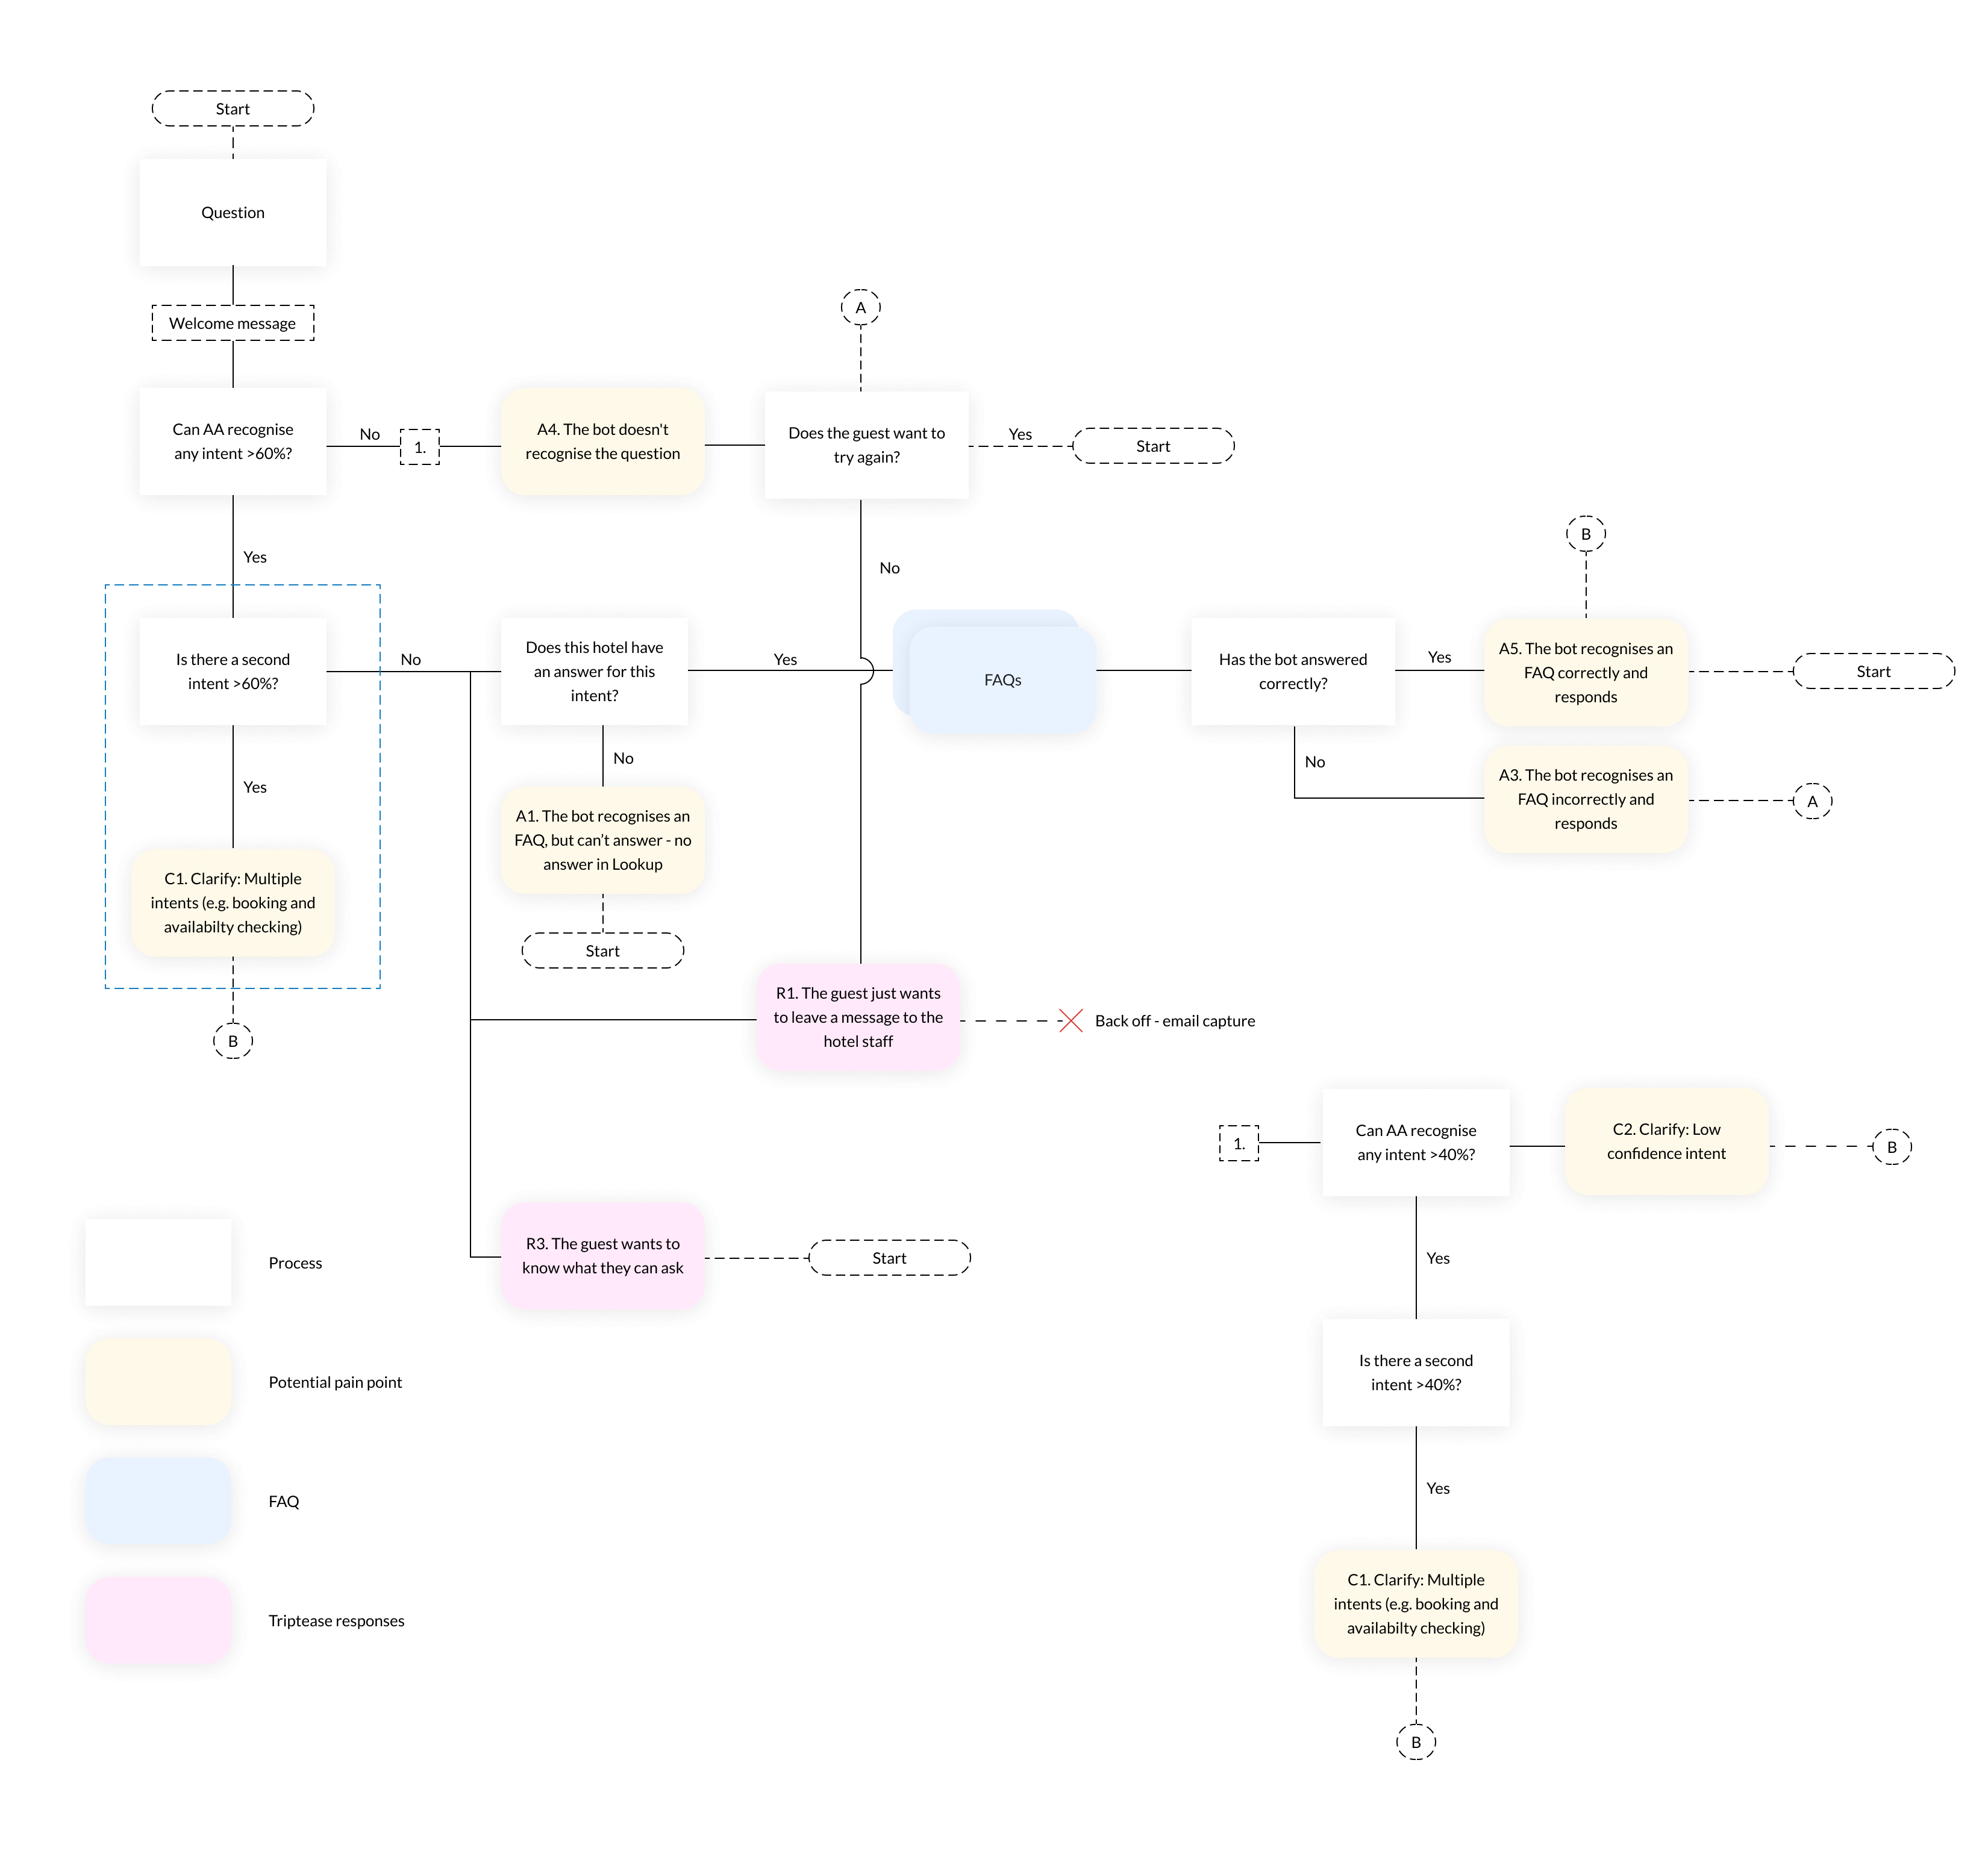 Start
Question
Welcome message
A
Can AA recognise
any intent >60%?
No
1.
A4. The bot doesn't
recognise the question
Does the guest want to
try again?
Yes
Start
Yes
No
B
Is there a second
intent >60%?
No
Does this hotel have
an answer for this
intent?
Yes
FAQs
Has the bot answered
correctly?
Yes
A5. The bot recognises an
FAQ correctly and
responds
Start
Yes
No
No
A1. The bot recognises an
FAQ, but can’t answer - no
answer in Lookup
A3. The bot recognises an
FAQ incorrectly and
responds
A
C1. Clarify: Multiple
intents (e.g. booking and
availabilty checking)
Start
B
R1. The guest just wants
to leave a message to the
hotel staff
Back off - email capture
1.
Can AA recognise
any intent >40%?
C2. Clarify: Low
confidence intent
B
R3. The guest wants to
know what they can ask
Start
Yes
Is there a second
intent >40%?
Yes
C1. Clarify: Multiple
intents (e.g. booking and
availabilty checking)
B
Process
Potential pain point
FAQ
Triptease responses